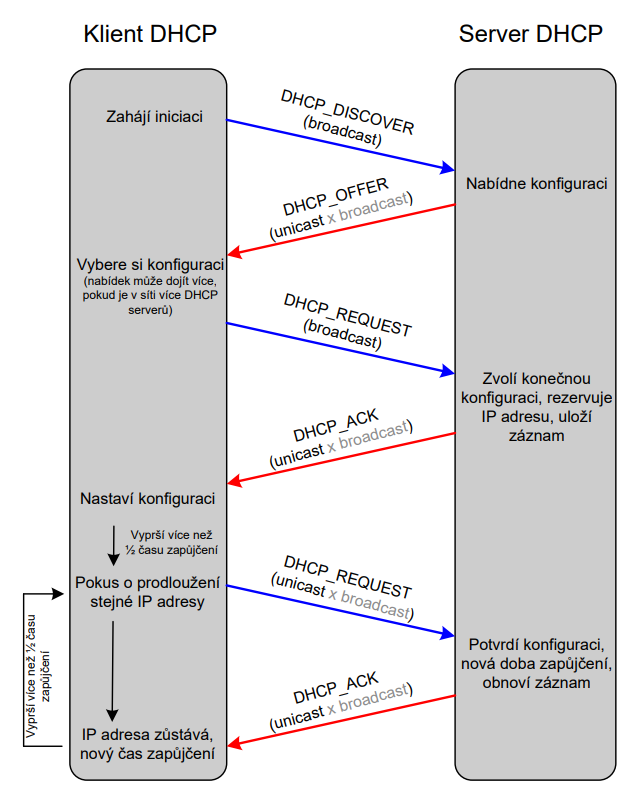 Klient DHCP
Server DHCP
Zahájí iniciaci
DHCP_DISCOVER
(broadcast)
Nabídne konfiguraci
DHCP_OFFER
(unicast x broadcast)
Vybere si konfiguraci
(nabídek může dojít více,
pokud je v síti více DHCP
serverů)
DHCP_REQUEST
(broadcast)
Zvolí konečnou
konfiguraci, rezervuje
IP adresu, uloží
záznam
DHCP_ACK
(unicast x broadcast)
Nastaví konfiguraci
Vyprší více než
½ času zapůjčení
Pokus o prodloužení
stejné IP adresy
DHCP_REQUEST
(unicast x broadcast)
Potvrdí konfiguraci,
nová doba zapůjčení,
obnoví záznam
DHCP_ACK
(unicast x broadcast)
Vyprší více než ½ času
zapůjčení
IP adresa zůstává,
nový čas zapůjčení